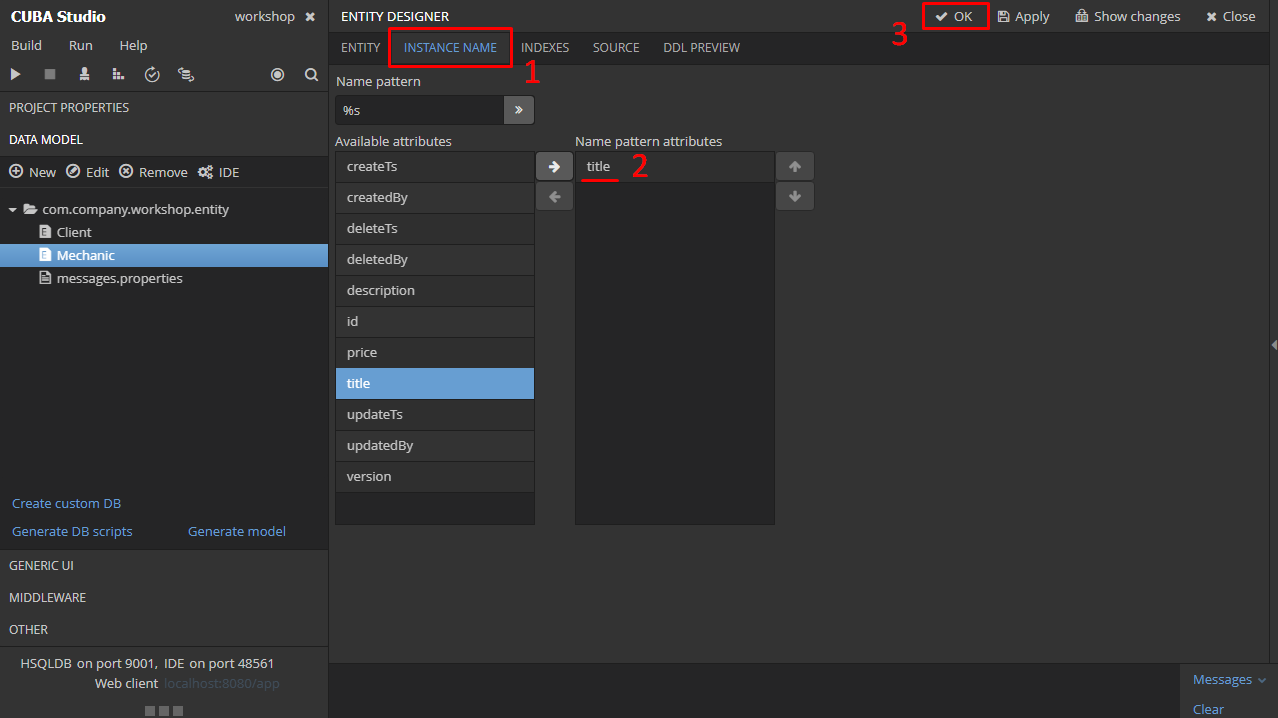 CUBA Studio workshop
Build Run Help
PROJECT PROPERTIES
DATA MODEL
New Edit Remove IDE
com.company.workshop.entity
E Client
E Mechanic
messages.properties
Create custom DB
Generate DB scripts Generate model
GENERIC UI
MIDDLEWARE
OTHER
HSQLDB on port 9001, IDE on port 48561
Web client localhost:8080/app
ENTITY DESIGNER
3
OK Apply Show changes Close
ENTITY INSTANCE NAME INDEXES SOURCE DDL PREVIEW
1
Name pattern
%s
Available attributes
createTs
createdBy
deleteTs
deletedBy
description
id
price
title
updateTs
updatedBy
version
Name pattern attributes
title 2
Messages
Clear